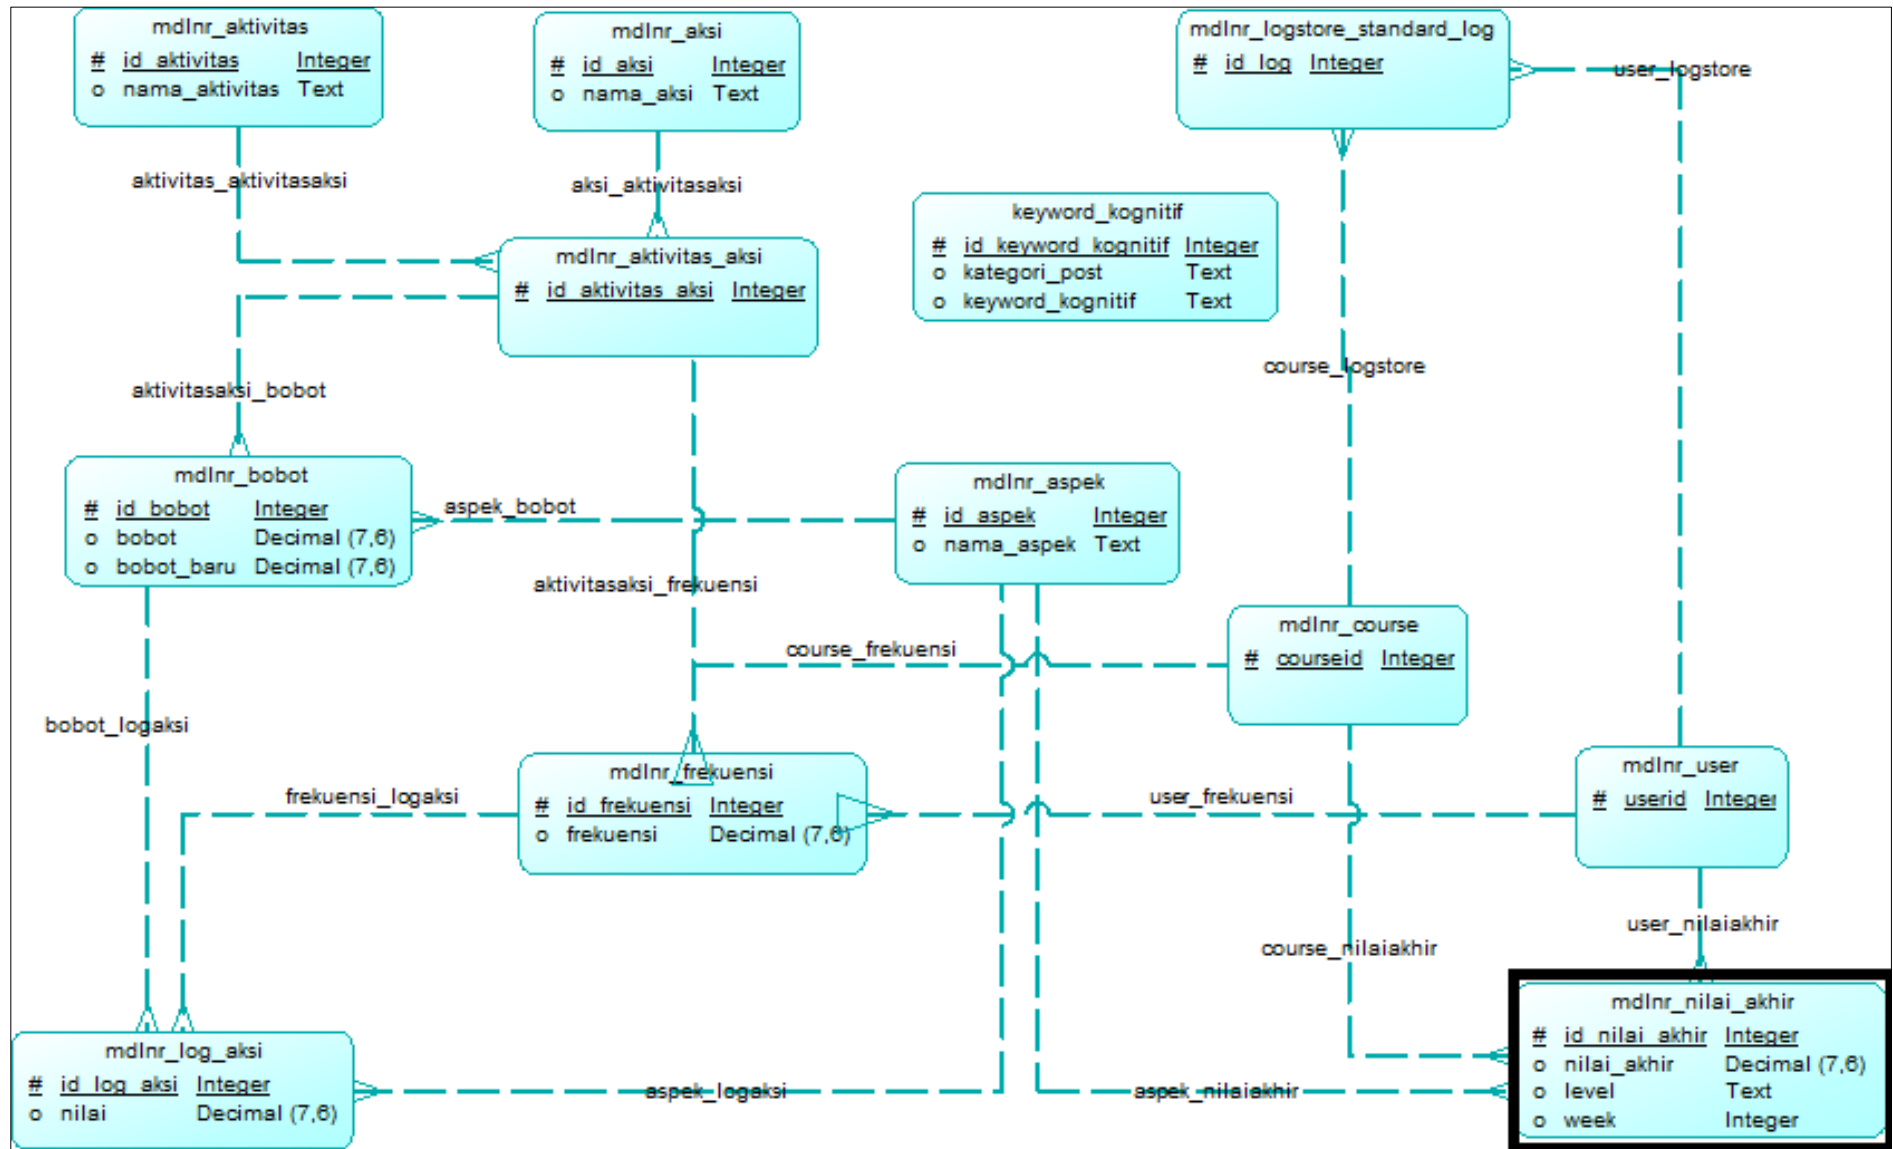 mdlnr_aktivitas
# id_aktivitas Integer
o nama_aktivitas Text
mdlnr_aksi
# id_aksi Integer
o nama_aksi Text
mdlnr_logstore_standard_log
# id_log Integer
user_logstore
aktivitas_aktivitasaksi
aksi_aktivitasaksi
keyword_kognitif
# id_keyword_kognitif Integer
o kategori_post Text
o keyword_kognitif Text
mdlnr_aktivitas_aksi
# id_aktivitas_aksi Integer
course_logstore
aktivitasaksi_bobot
mdlnr_bobot
# id_bobot Integer
o bobot Decimal (7,6)
o bobot_baru Decimal (7,6)
aspek_bobot
mdlnr_aspek
# id_aspek Integer
o nama_aspek Text
aktivitasaksi_frekuensi
mdlnr_course
# courseid Integer
course_frekuensi
bobot_logaksi
mdlnr_frekuensi
# id_frekuensi Integer
o frekuensi Decimal (7,6)
frekuensi_logaksi
user_frekuensi
mdlnr_user
# userid Integer
user_nilaiakhir
course_nilaiakhir
mdlnr_nilai_akhir
# id_nilai_akhir Integer
o nilai_akhir Decimal (7,6)
o level Text
o week Integer
mdlnr_log_aksi
# id_log_aksi Integer
o nilai Decimal (7,6)
aspek_logaksi
aspek_nilaiakhir